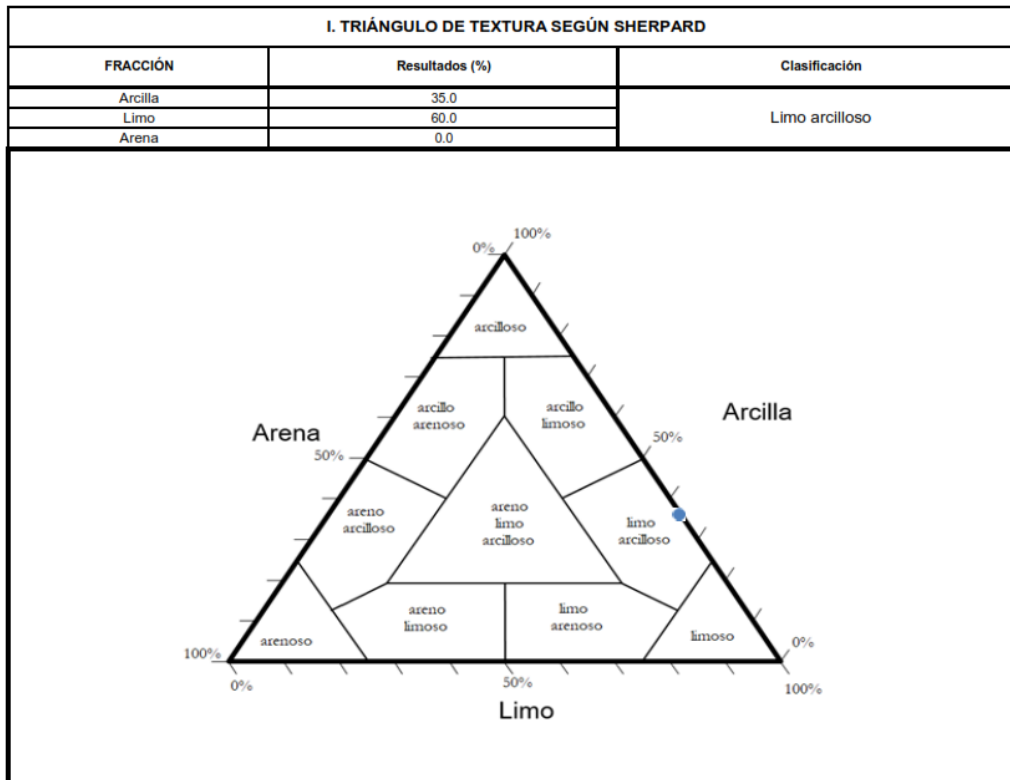 I. TRIÁNGULO DE TEXTURA SEGÚN SHERPARD
FRACCIÓN Resultados (%) Clasificación
Arcilla 35.0
Limo 60.0
Arena 0.0
Limo arcilloso
100%
0%
arcilloso
arcillo
arenoso
arcillo
limoso
Arcilla
Arena
50%
50%
areno
arcilloso
areno
limo
arcilloso
limo
arcilloso
areno
limoso
limo
arenoso
arenoso
limoso
0%
100%
0%
50%
100%
Limo